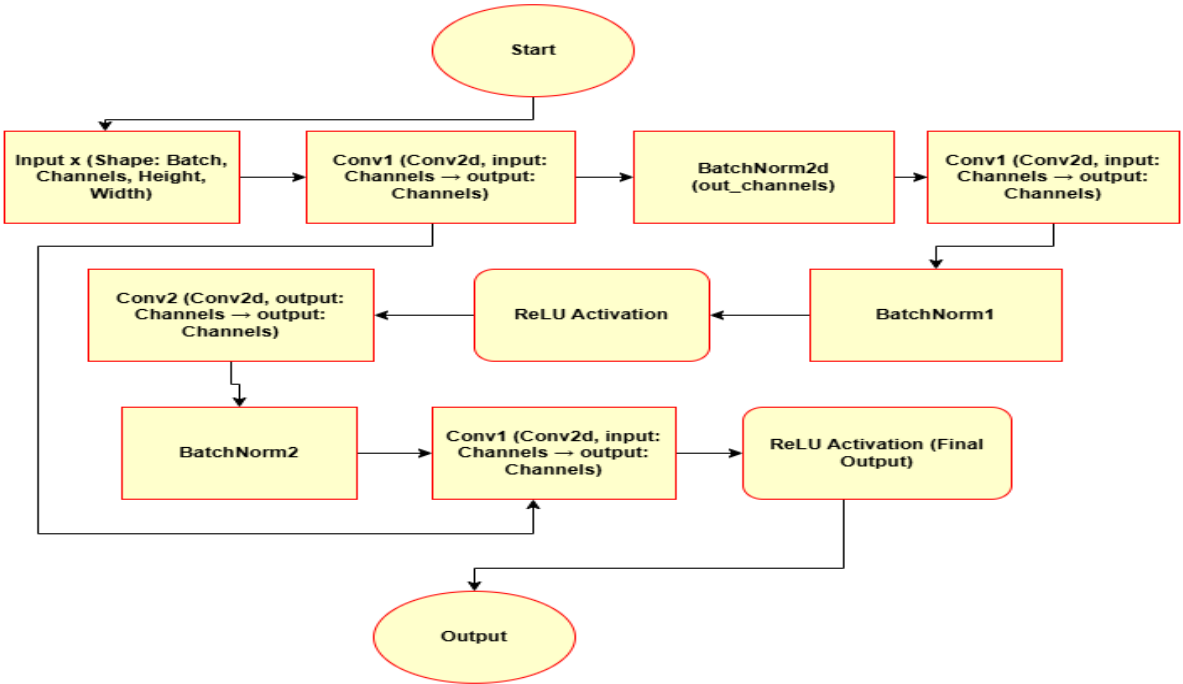 Start
Input x (Shape: Batch,
Channels, Height,
Width)
Conv1 (Conv2d, input:
Channels → output:
Channels)
BatchNorm2d
(out_channels)
Conv1 (Conv2d, input:
Channels → output:
Channels)
Conv2 (Conv2d, output:
Channels → output:
Channels)
ReLU Activation
BatchNorm1
BatchNorm2
Conv1 (Conv2d, input:
Channels → output:
Channels)
ReLU Activation (Final
Output)
Output